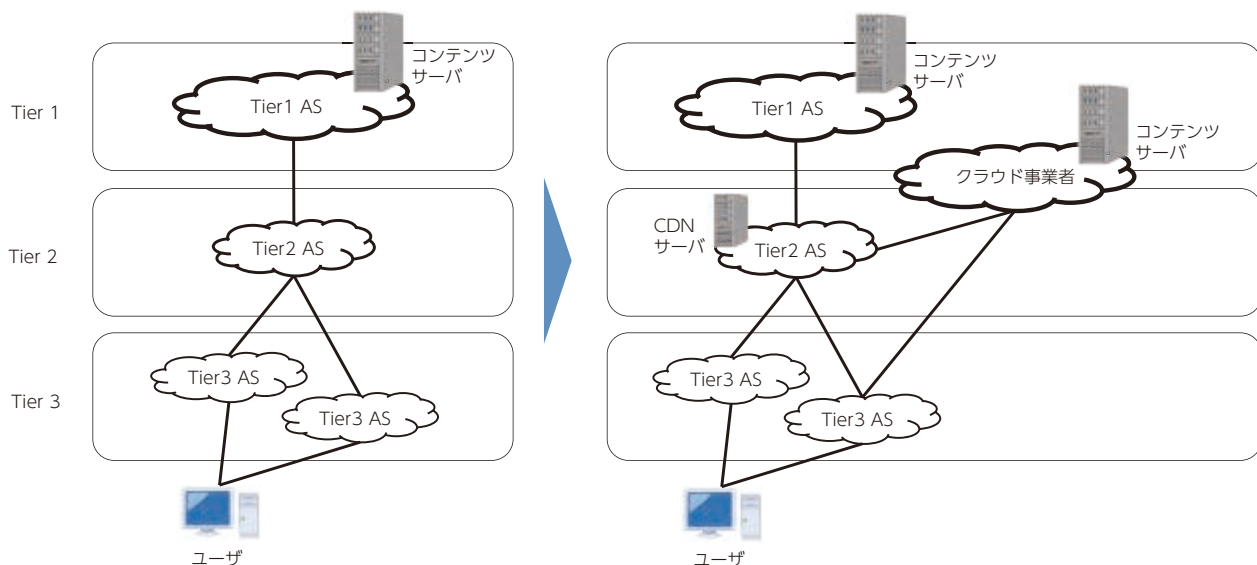 コンテンツ
サーバ
Tier 1
Tier1 AS
Tier 2
Tier2 AS
Tier 3
Tier3 AS
Tier3 AS
ユーザ
コンテンツ
サーバ
Tier1 AS
コンテンツ
サーバ
クラウド事業者
CDN
サーバ
Tier2 AS
Tier3 AS
Tier3 AS
ユーザ